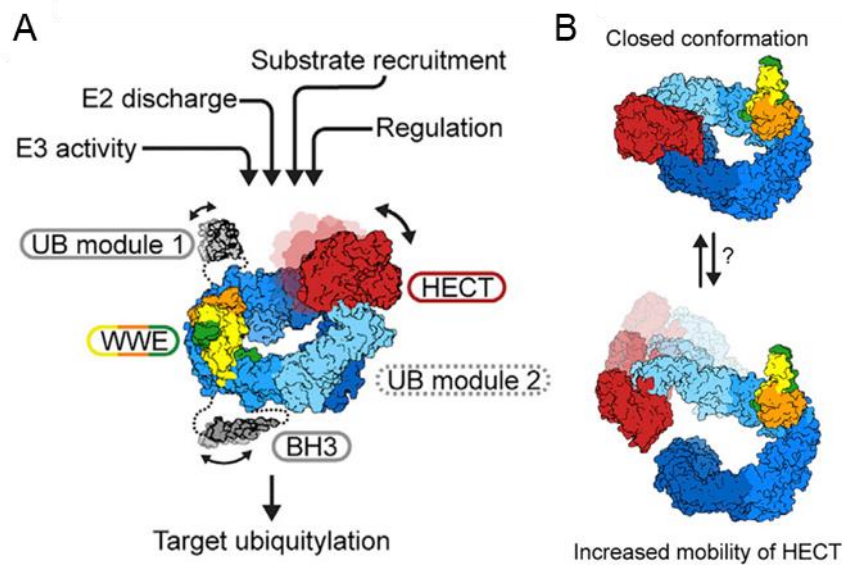 A
Substrate recruitment
E2 discharge
Regulation
E3 activity
UB module 1
HECT
WWE
UB module 2
BH3
Target ubiquitylation
B
Closed conformation
?
Increased mobility of HECT